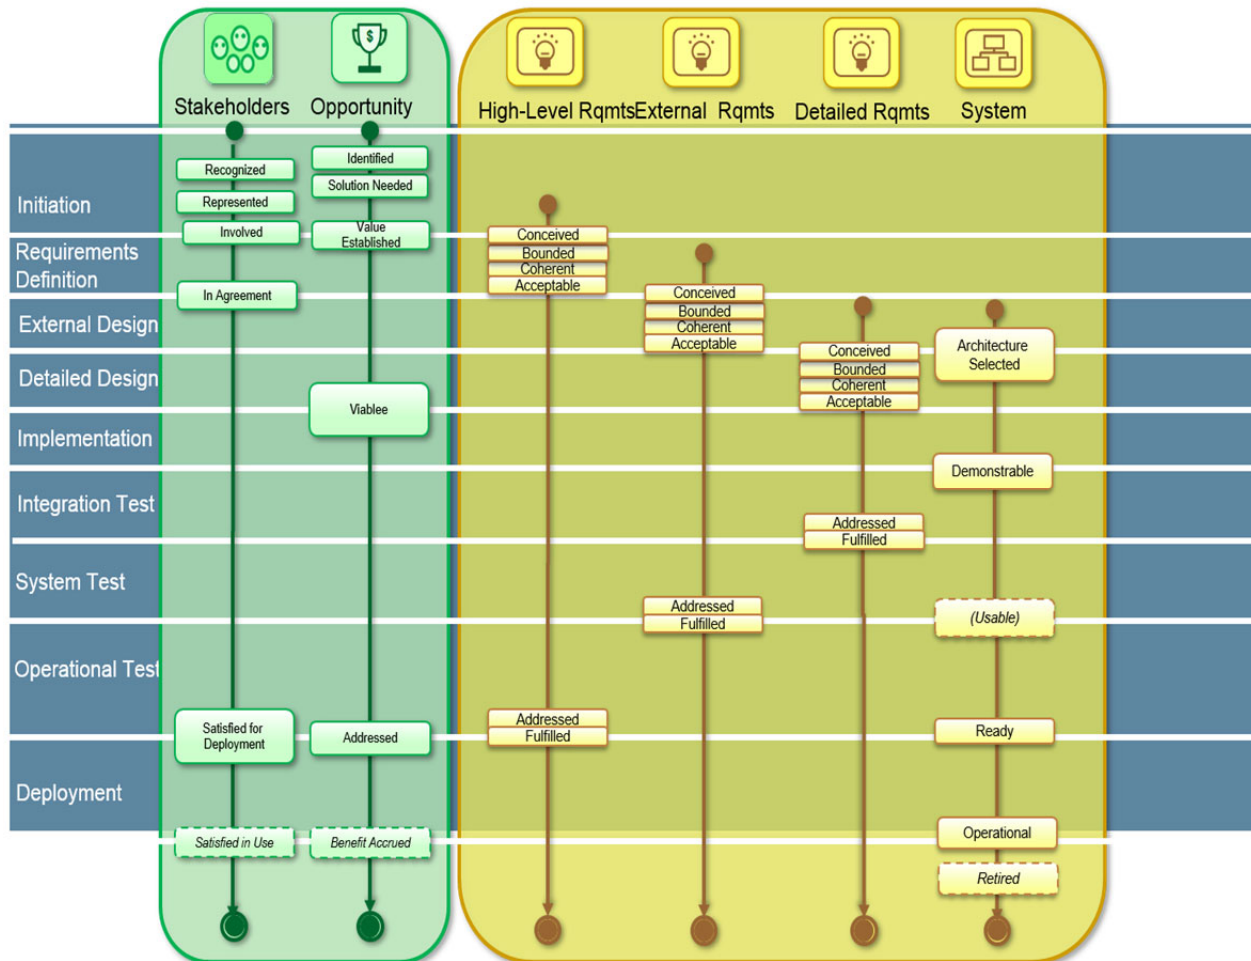 $
Stakeholders
Opportunity
High-Level Rqmts
External Rqmts
Detailed Rqmts
System
Initiation
Requirements
Definition
External Design
Detailed Design
Implementation
Integration Test
System Test
Operational Test
Deployment
Recognized
Represented
Involved
In Agreement
Satisfied for
Deployment
Satisfied in Use
Identified
Solution Needed
Value
Established
Viablee
Addressed
Benefit Accrued
Conceived
Bounded
Coherent
Acceptable
Addressed
Fulfilled
Conceived
Bounded
Coherent
Acceptable
Addressed
Fulfilled
Conceived
Bounded
Coherent
Acceptable
Addressed
Fulfilled
Architecture
Selected
Demonstrable
(Usable)
Ready
Operational
Retired